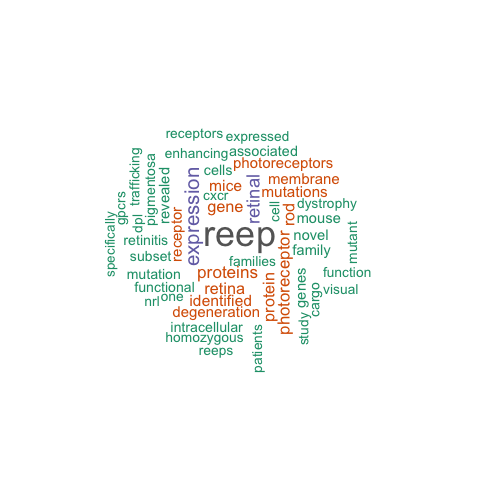 receptors
expressed
enhancing
associated
photoreceptors
cells
mice
membrane
cxcr
mutations
gene
retinal
expression
trafficking
pigmentosa
revealed
gpcrs
dpl
specifically
receptor
retinitis
subset
reep
cell
rod
dystrophy
mouse
novel
family
mutant
families
proteins
mutation
functional
retina
nrl
one
identified
degeneration
protein
photoreceptor
genes
function
cargo
visual
study
intracellular
homozygous
reeps
patients